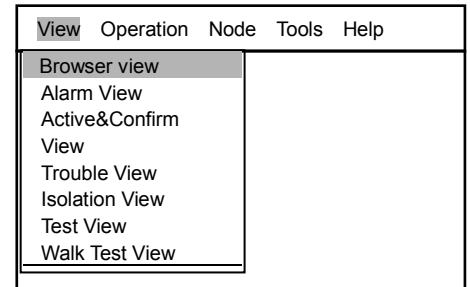 View Operation Node Tools Help
Browser view
Alarm View
Active&Confirm
View
Trouble View
Isolation View
Test View
Walk Test View